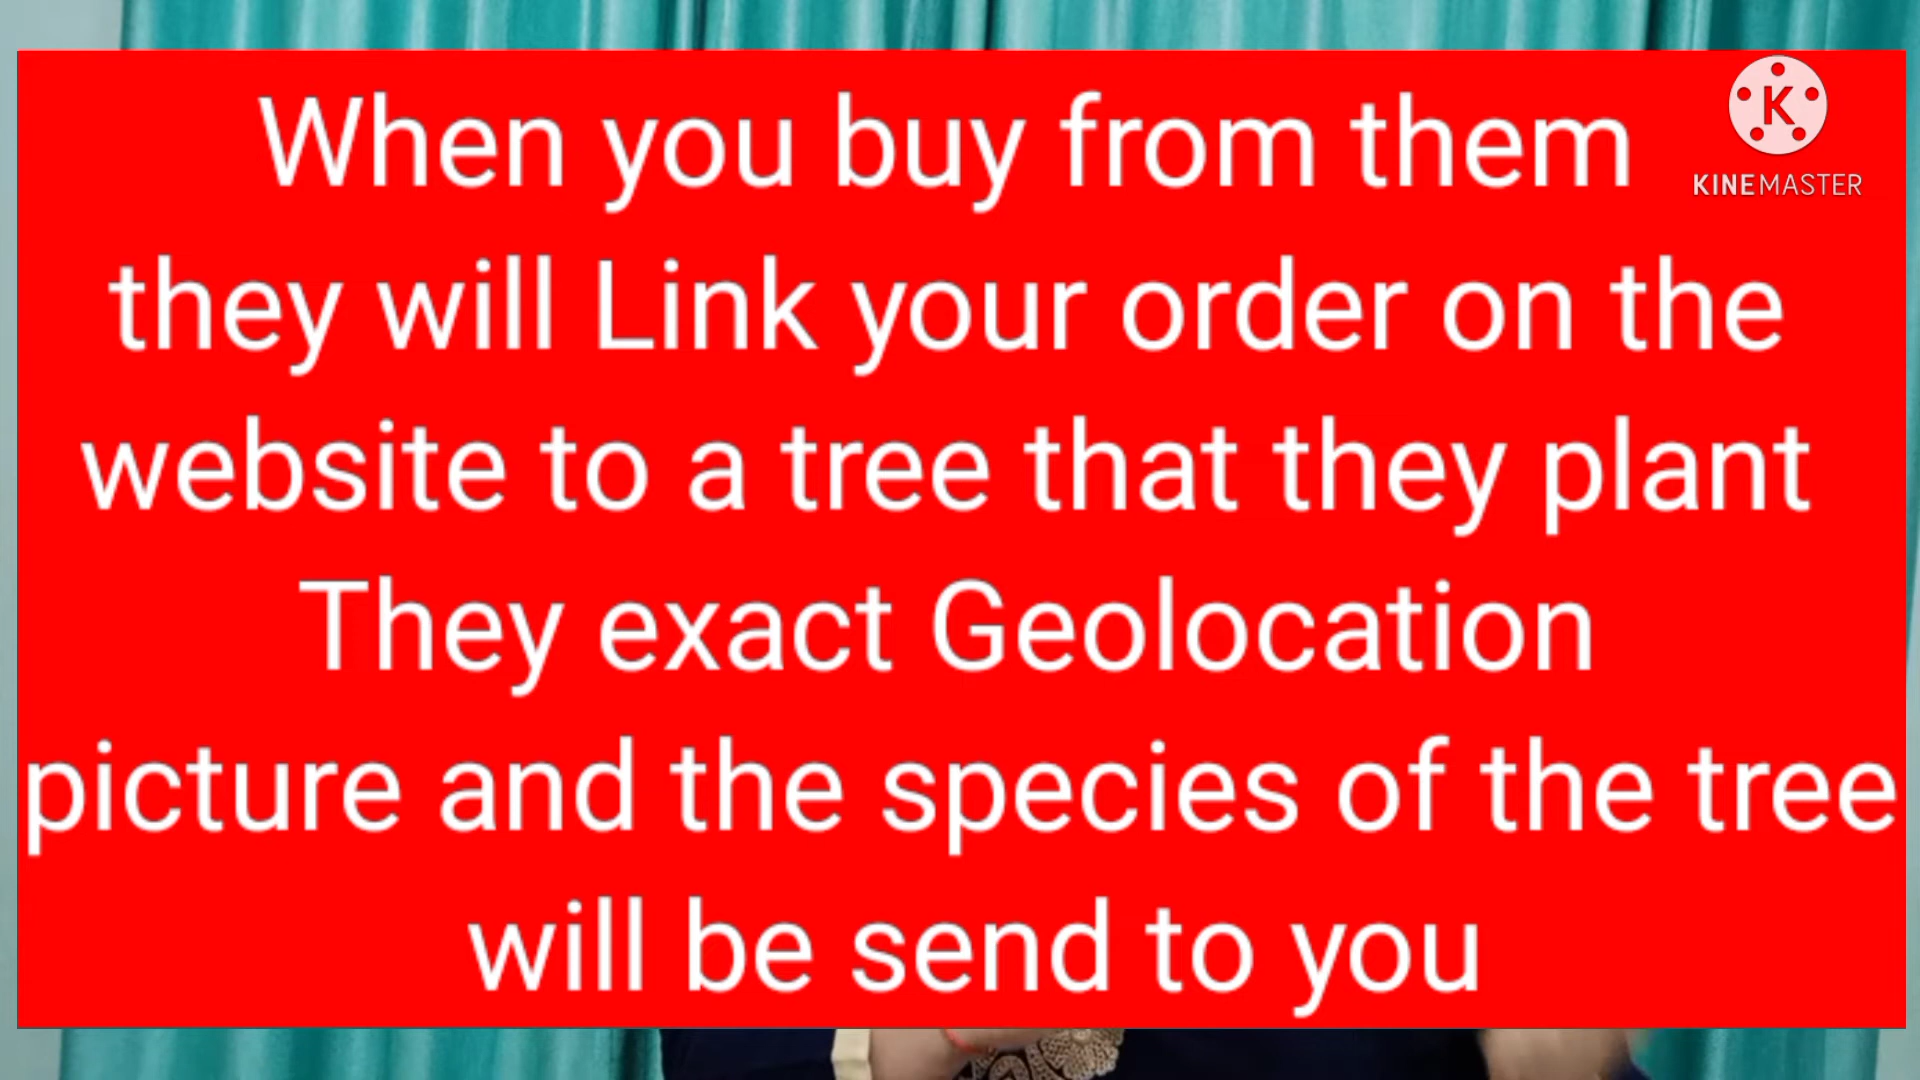 When you buy from them
K
KINEMASTER
they will Link your order on the
website to a tree that they plant
They exact Geolocation
picture and the species of the tree
will be send to you